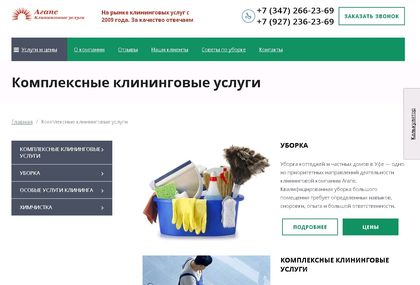 Агапе
Клининговые услуги
На рынке клининговых услуг с
2009 года. За качество отвечаем
+7 (347) 266-23-69
+7 (927) 236-23-69
ЗАКАЗАТЬ ЗВОНОК
Услуги и цены
О компании
Отзывы
Наши клиенты
Советы по уборке
Контакты
Комплексные клининговые услуги
Калькулятор
Главная / Комплексные клининговые услуги
КОМПЛЕКСНЫЕ КЛИНИНГОВЫЕ
УСЛУГИ
УБОРКА
ОСОБЫЕ УСЛУГИ КЛИНИНГА
ХИМЧИСТКА
УБОРКА
Уборка коттеджей и частных домов в Уфе — одно
из приоритетных направлений деятельности
клининговой компании Агапе.
Квалифицированная уборка большого
помещения требует определенных навыков,
сноровки, опыта и большой ответственности.
ПОДРОБНЕЕ
ЦЕНЫ
КОМПЛЕКСНЫЕ КЛИНИНГОВЫЕ
УСЛУГИ